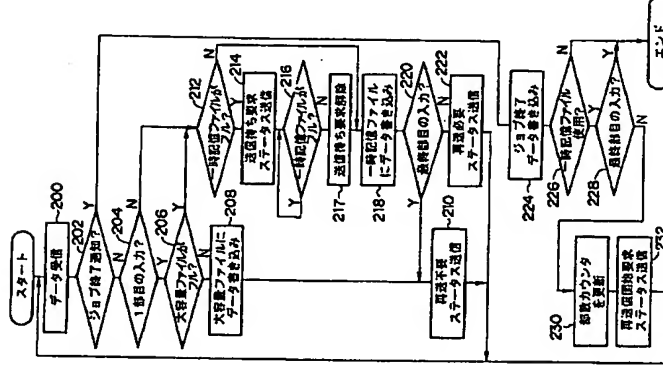 スタート
200
データ受信
202
ジョブ終了通知?
Y
N
204
1部目の入力?
N
Y
206
大容量ファイルが
フル?
Y
N
208
大容量ファイルに
データ書き込み
210
再送不要
ステータス送信
212
一時記憶ファイルが
フル?
N
Y
214
送信待ち要求
ステータス送信
216
一時記憶ファイルが
フル?
Y
N
217
送信待ち要求解除
218
一時記憶ファイル
にデータ書き込み
220
最終部目の入力?
Y
N
222
再送必要
ステータス送信
224
ジョブ終了
データ書き込み
226
一時記憶ファイル
使用?
N
Y
228
最終部目の入力?
Y
N
230
部数カウンタ
を更新
232
再送信開始要求
ステータス送信
エンド